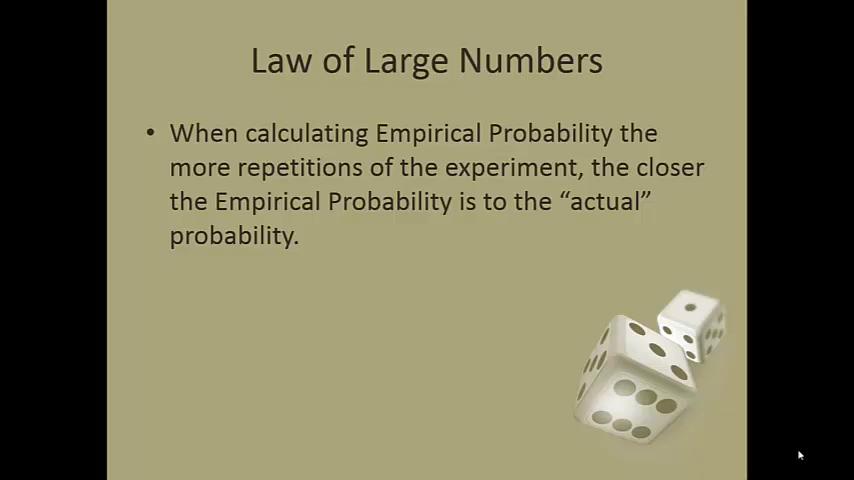 Law of Large Numbers
• When calculating Empirical Probability the
more repetitions of the experiment, the closer
the Empirical Probability is to the “actual”
probability.